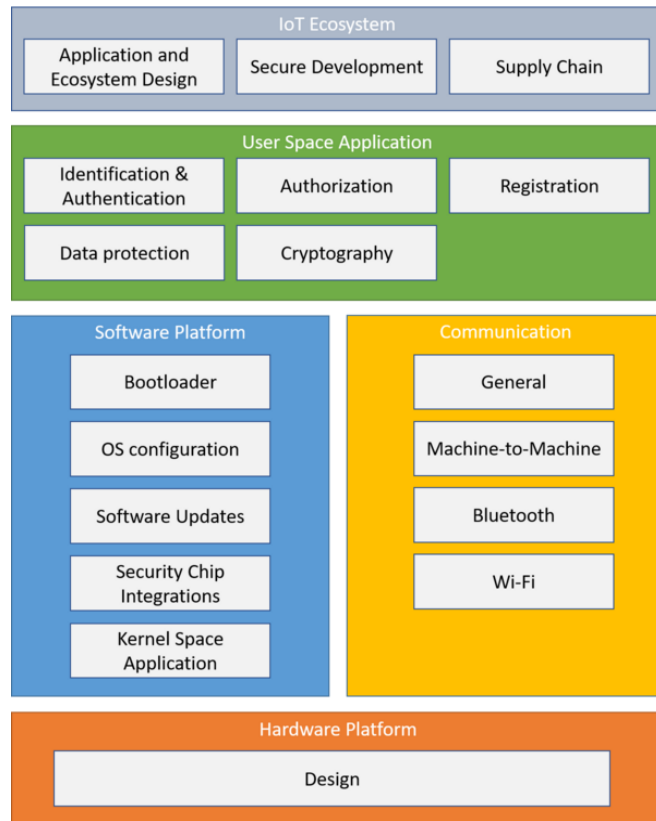 IoT Ecosystem
Application and
Ecosystem Design
Secure Development
Supply Chain
User Space Application
Identification &
Authentication
Authorization
Registration
Data protection
Cryptography
Software Platform
Bootloader
OS configuration
Software Updates
Security Chip
Integrations
Kernel Space
Application
Communication
General
Machine-to-Machine
Bluetooth
Wi-Fi
Hardware Platform
Design